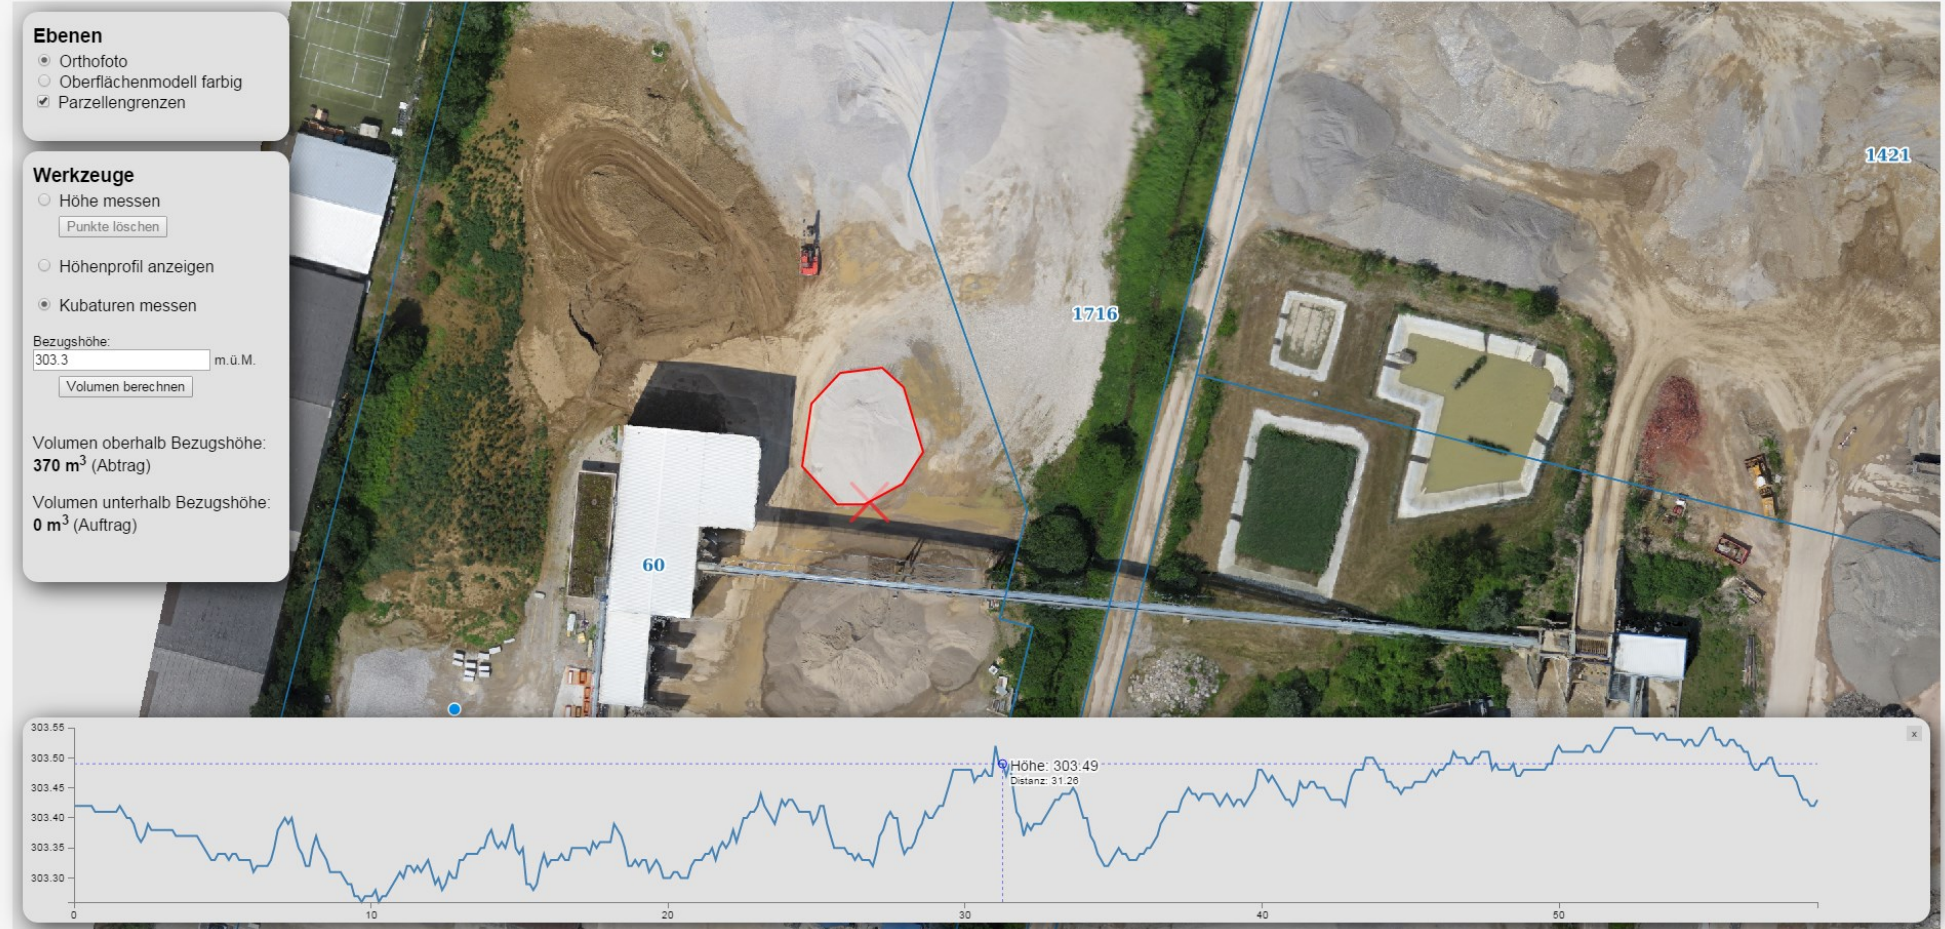 Ebenen
Orthofoto
Oberflächenmodell farbig
Parzellengrenzen
Werkzeuge
Höhe messen
Punkte löschen
Höhenprofil anzeigen
Kubaturen messen
Bezugshöhe:
303.3 m.ü.M.
Volumen berechnen
Volumen oberhalb Bezugshöhe:
370 m³ (Abtrag)
Volumen unterhalb Bezugshöhe:
0 m³ (Auftrag)
1421
1716
60
x
303.55
303.50
303.45
303.40
303.35
303.30
Höhe: 303.49
Distanz: 31.26
0 10 20 30 40 50